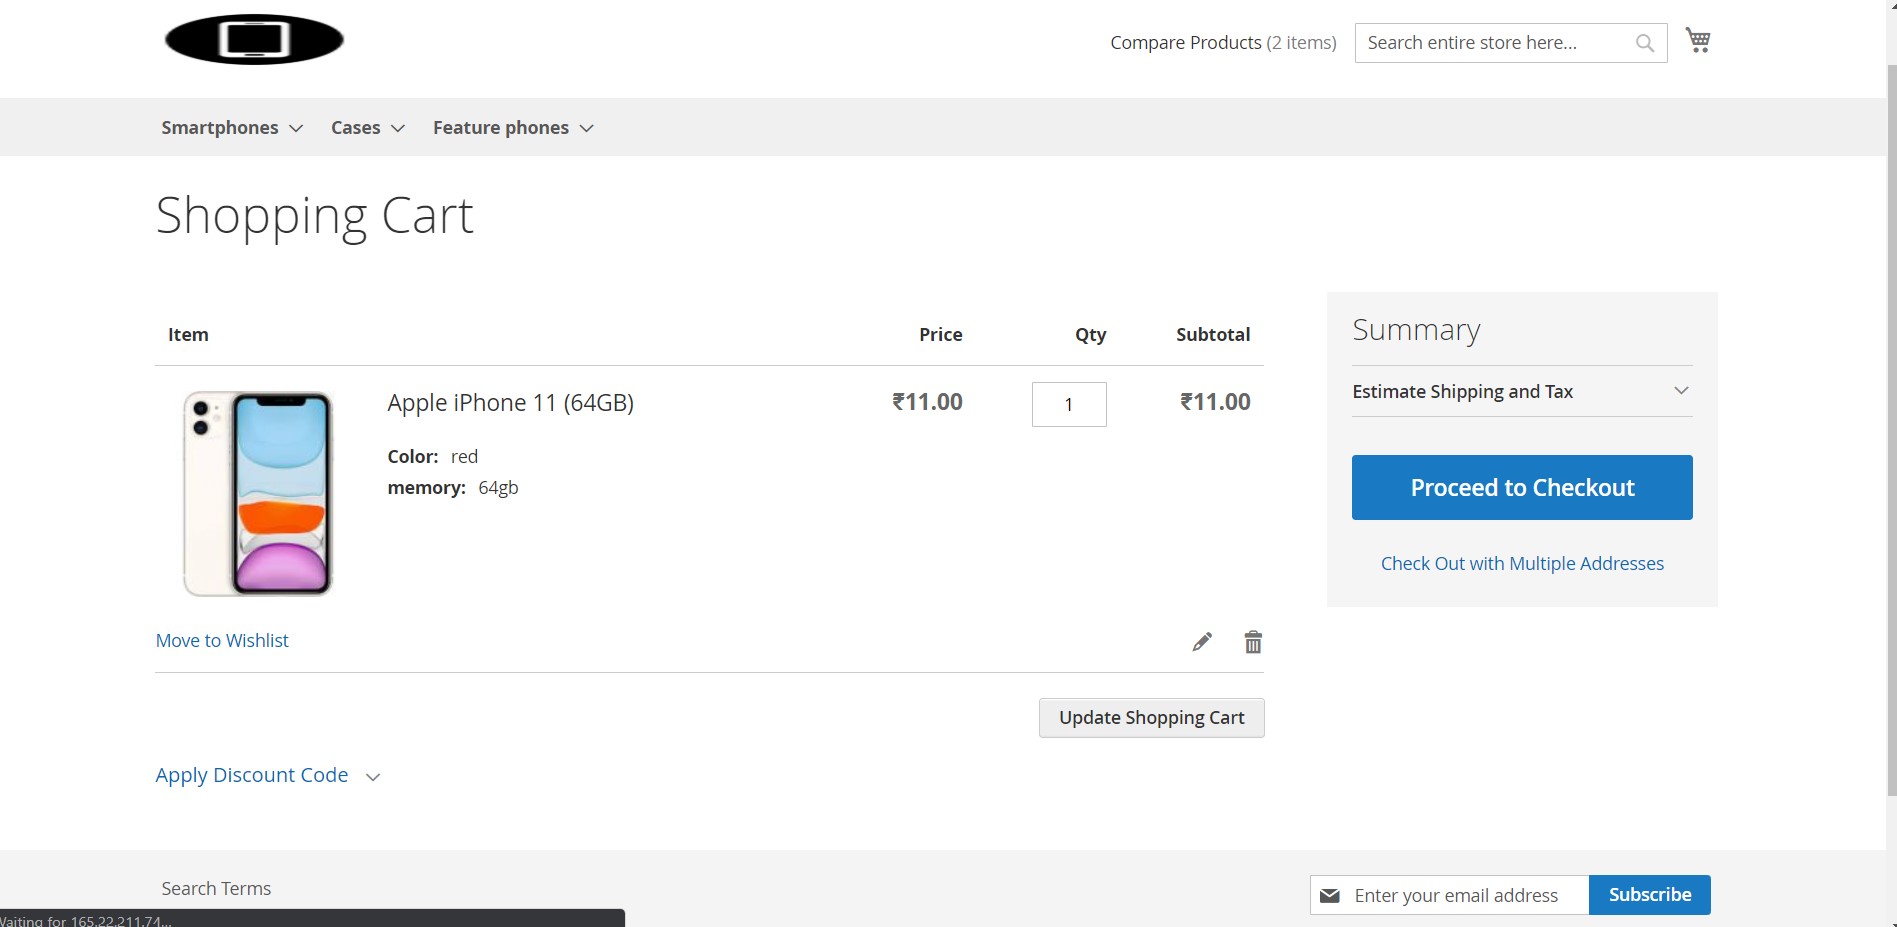 Compare Products (2 items)
Search entire store here...
Smartphones
Cases
Feature phones
Shopping Cart
Item
Price
Qty
Subtotal
Apple iPhone 11 (64GB)
₹11.00
1
₹11.00
Color: red
memory: 64gb
Move to Wishlist
Update Shopping Cart
Apply Discount Code
Summary
Estimate Shipping and Tax
Proceed to Checkout
Check Out with Multiple Addresses
Search Terms
Enter your email address
Subscribe
Waiting for 165.22.211.74...